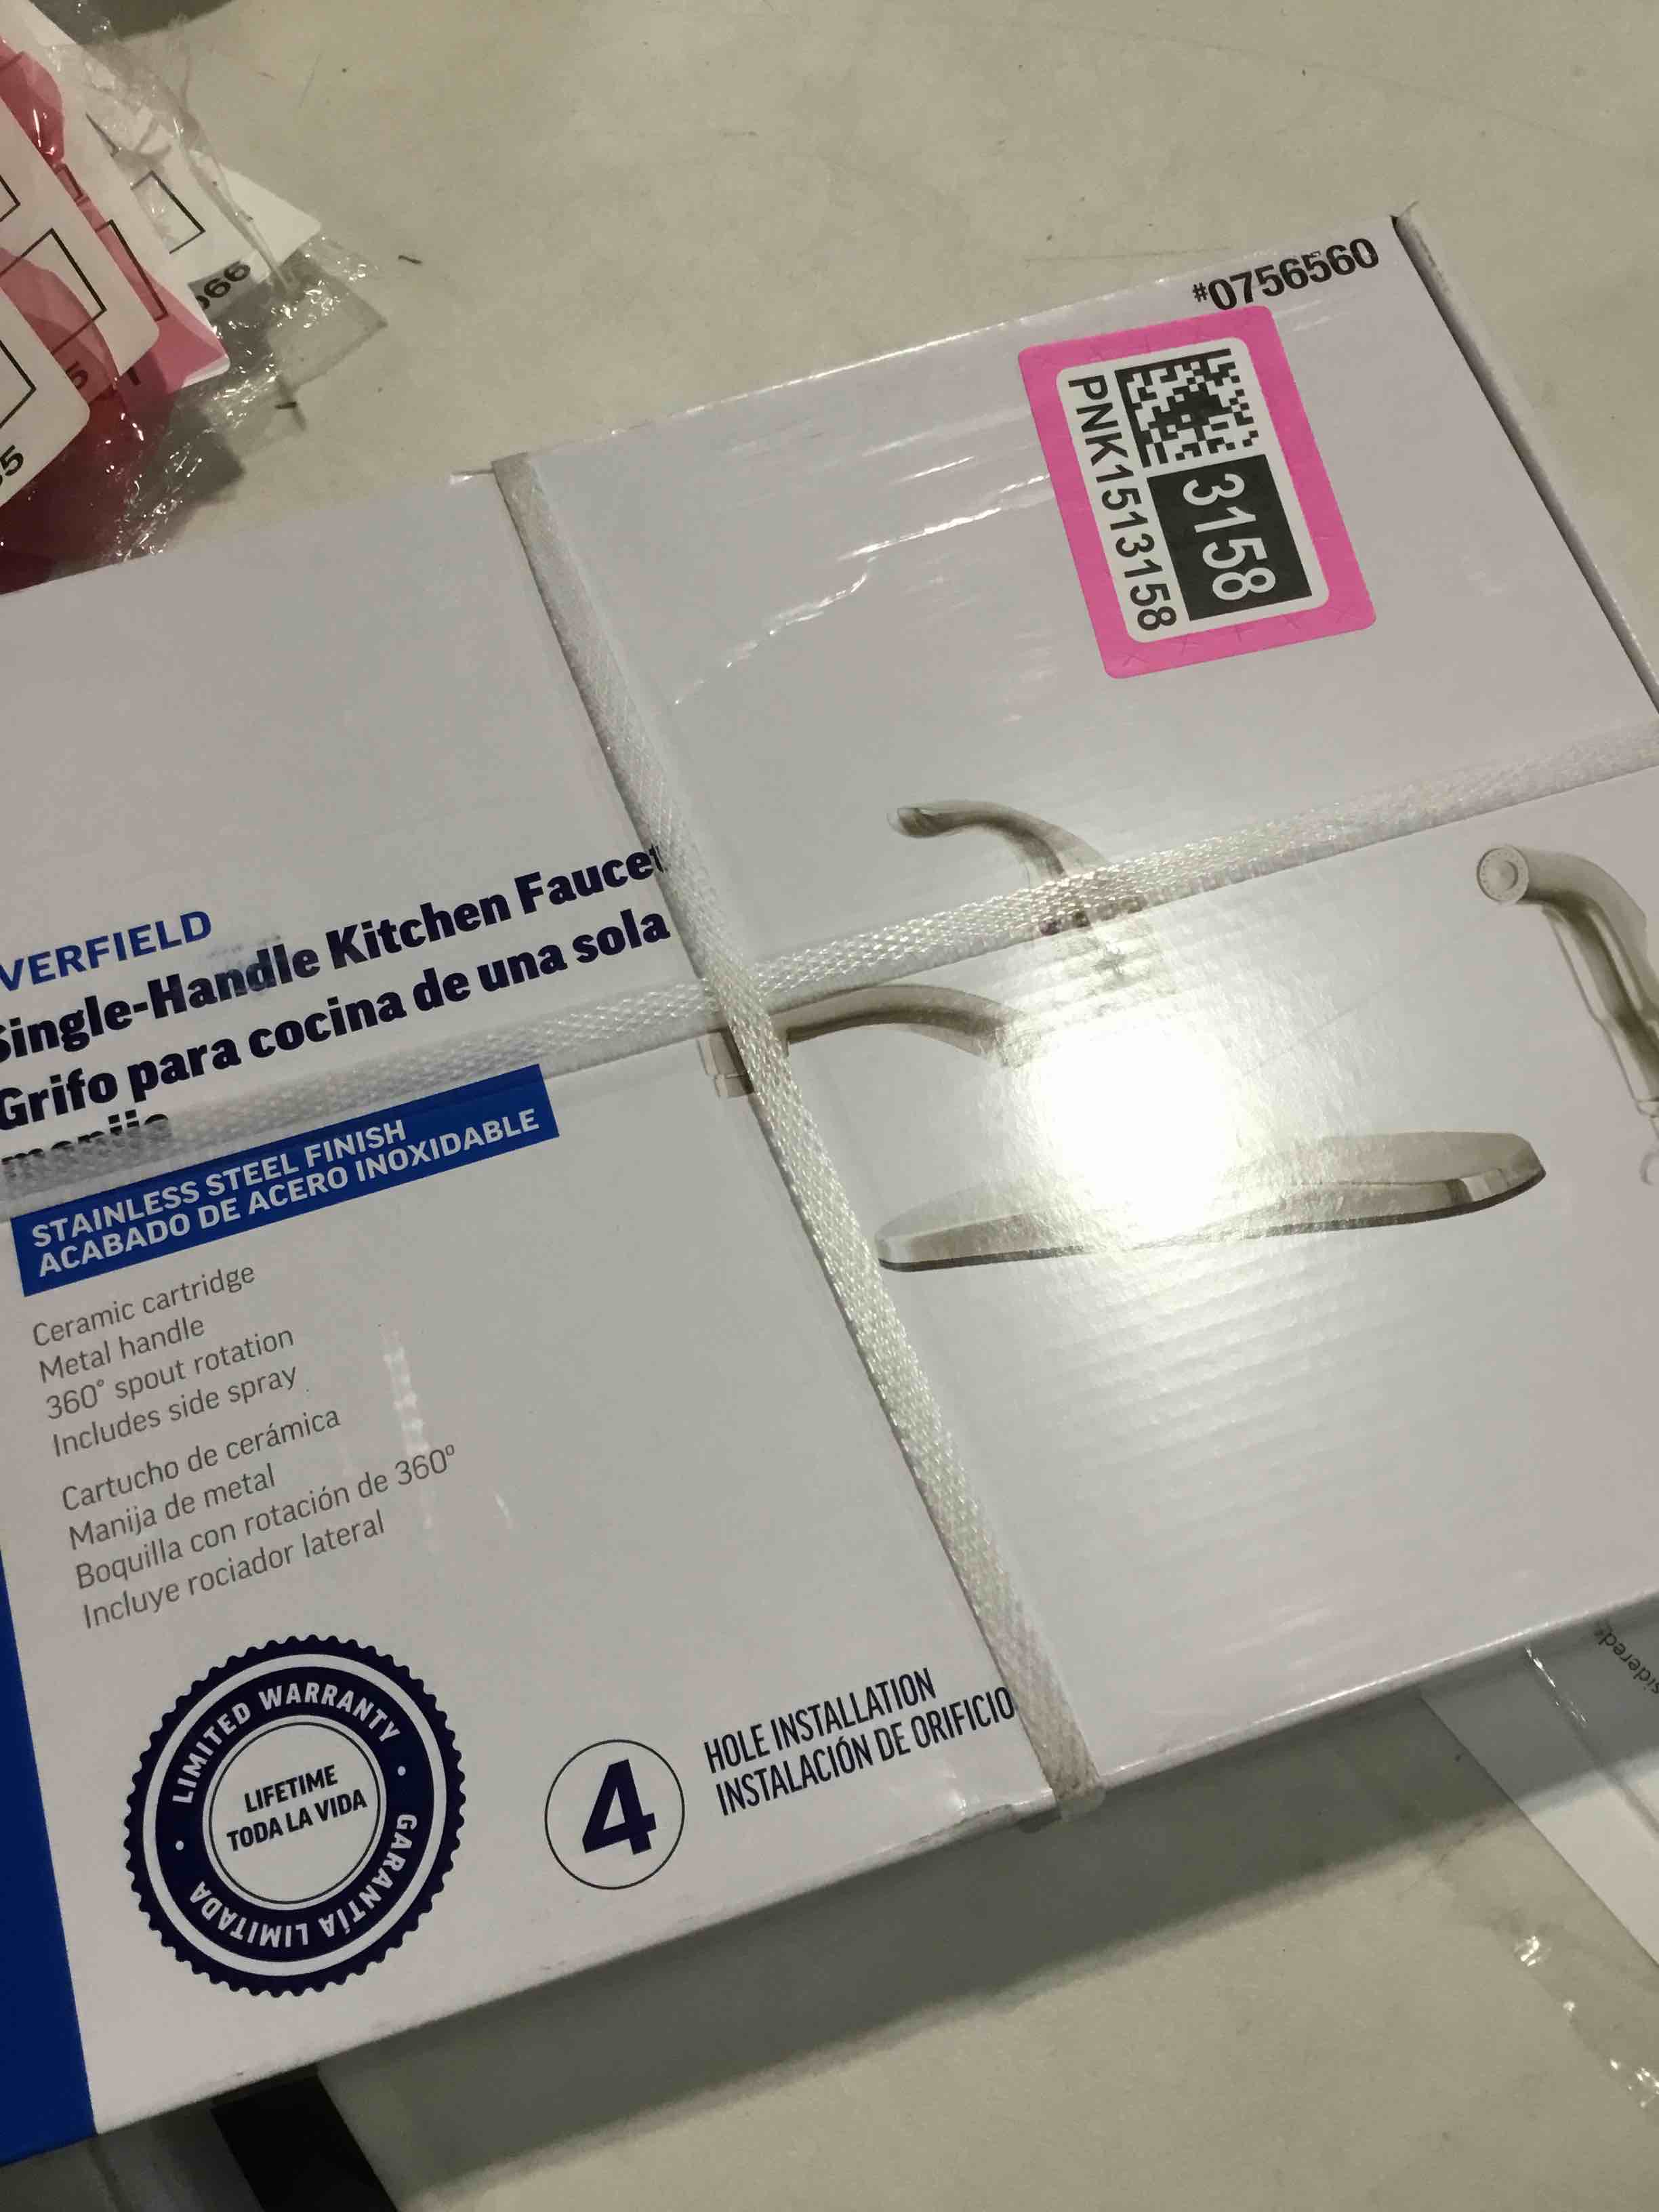 #0756560
PNK1513158
3158
VERFIELD
Single-Handle Kitchen Faucet
Grifo para cocina de una sola
manija
STAINLESS STEEL FINISH
ACABADO DE ACERO INOXIDABLE
Ceramic cartridge
Metal handle
360° spout rotation
Includes side spray
Cartucho de cerámica
Manija de metal
Boquilla con rotación de 360°
Incluye rociador lateral
LIMITED WARRANTY
LIFETIME
TODA LA VIDA
GARANTÍA LIMITADA
4
HOLE INSTALLATION
INSTALACIÓN DE ORIFICIO